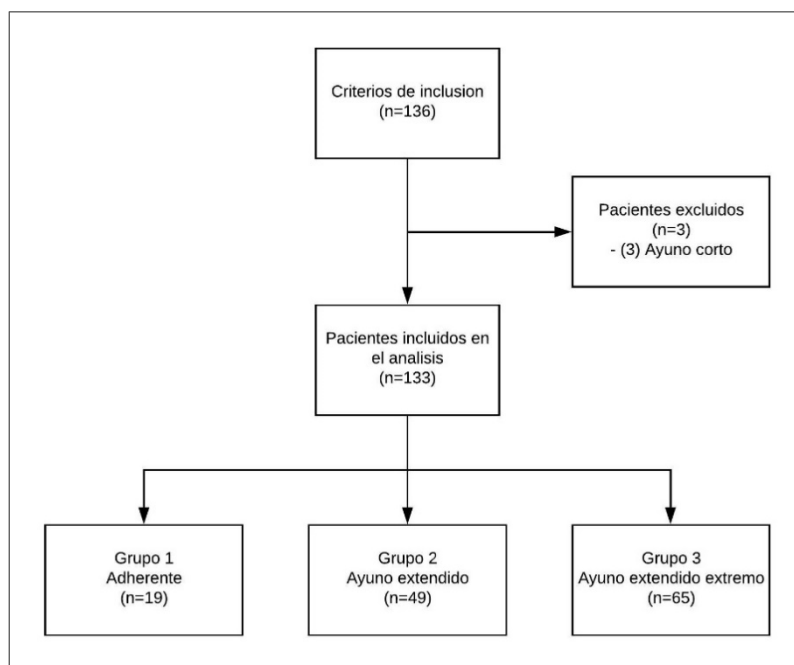 Criterios de inclusion
(n=136)
Pacientes excluidos
(n=3)
- (3) Ayuno corto
Pacientes incluidos en
el analisis
(n=133)
Grupo 1
Adherente
(n=19)
Grupo 2
Ayuno extendido
(n=49)
Grupo 3
Ayuno extendido extremo
(n=65)